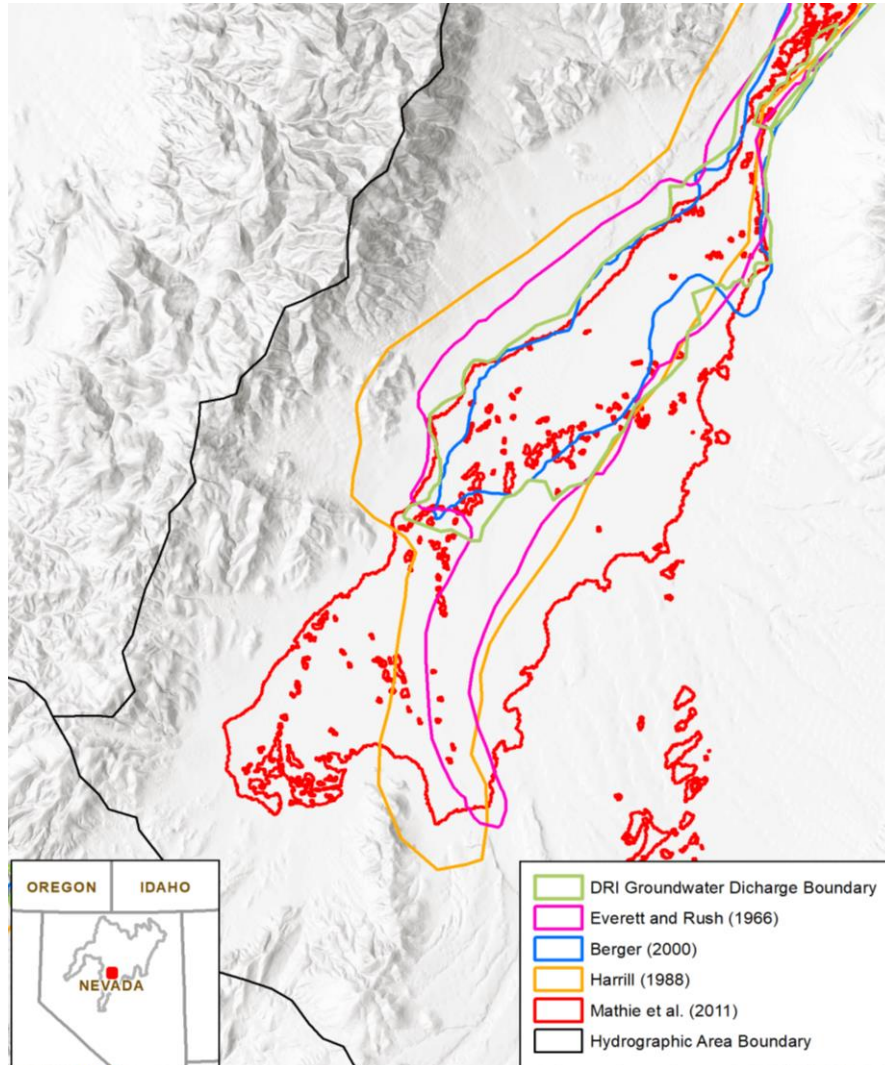 OREGON
IDAHO
NEVADA
DRI Groundwater Dicharge Boundary
Everett and Rush (1966)
Berger (2000)
Harrill (1988)
Mathie et al. (2011)
Hydrographic Area Boundary